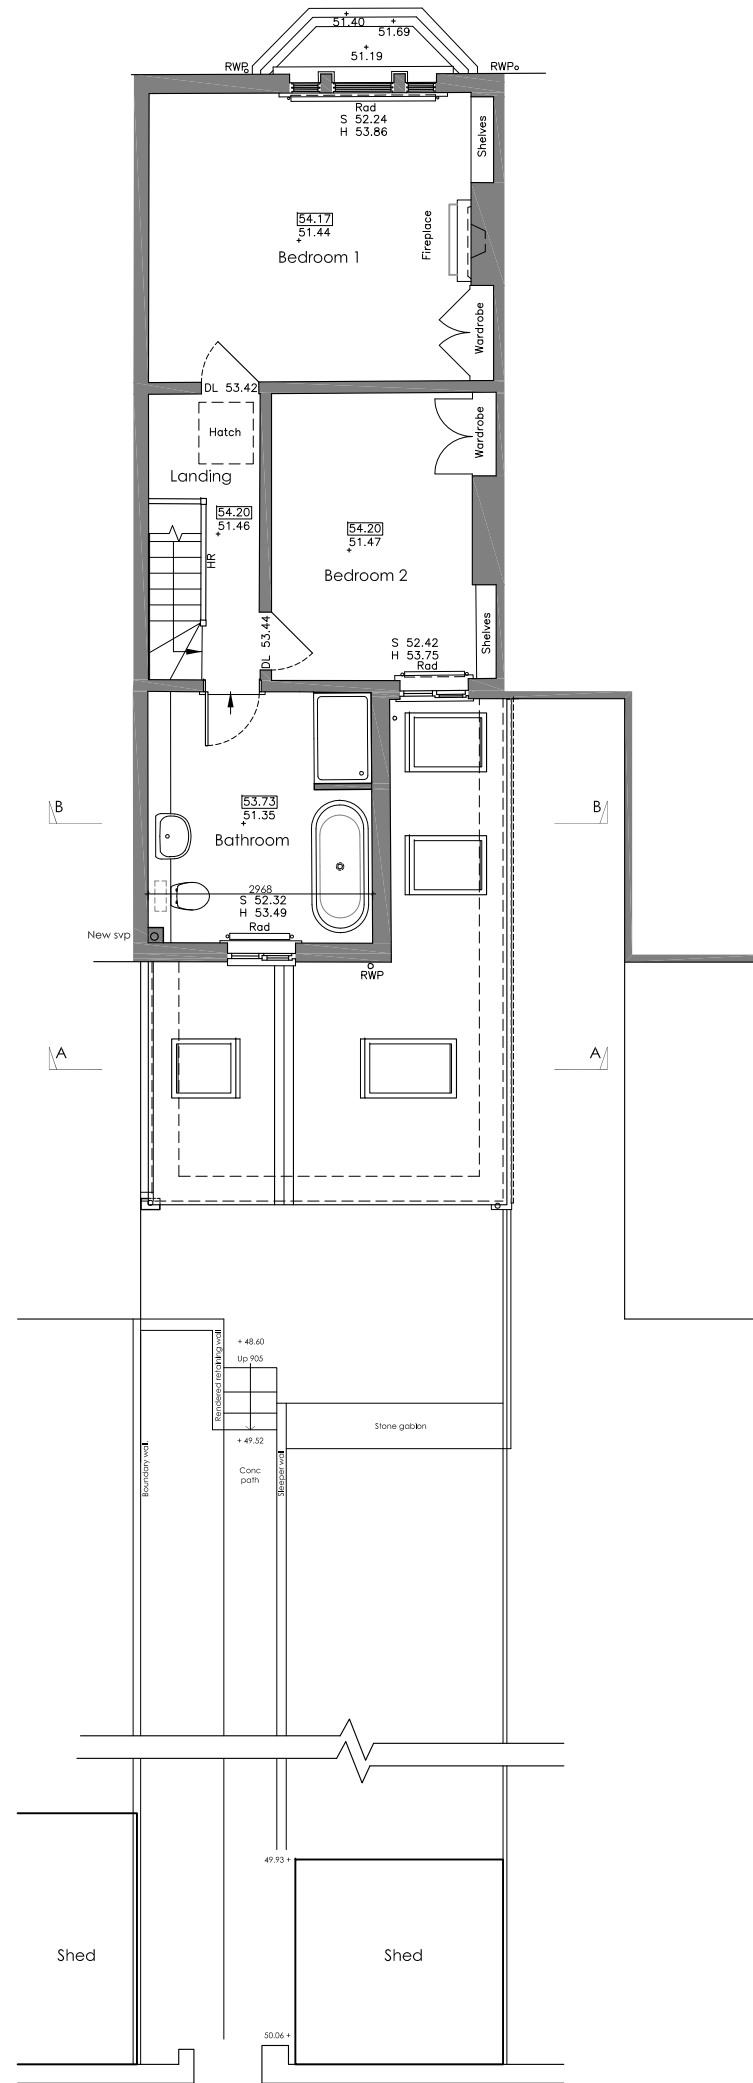 51.40
51.69
51.19
RWP
RWP
Rad
S 52.24
H 53.86
Shelves
54.17
51.44
Bedroom 1
Fireplace
Wardrobe
DL 53.42
Hatch
Landing
Wardrobe
54.20
51.46
HR
54.20
51.47
Bedroom 2
DL 53.44
S 52.42
H 53.75
Rad
Shelves
B
B
53.73
51.35
Bathroom
2968
S 52.32
H 53.49
Rad
New svp
RWP
A
A
Rendered retaining wall
+ 48.60
Up 905
+ 49.52
Stone gabion
Boundary wall.
Conc
path
Sleeper wall
49.93 +
Shed
Shed
50.06 +